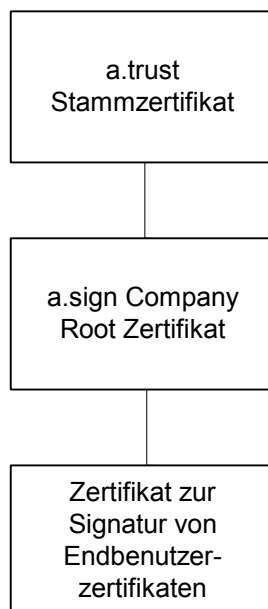 a.trust
Stammzertifikat
a.sign Company
Root Zertifikat
Zertifikat zur
Signatur von
Endbenutzer-
zertifikaten